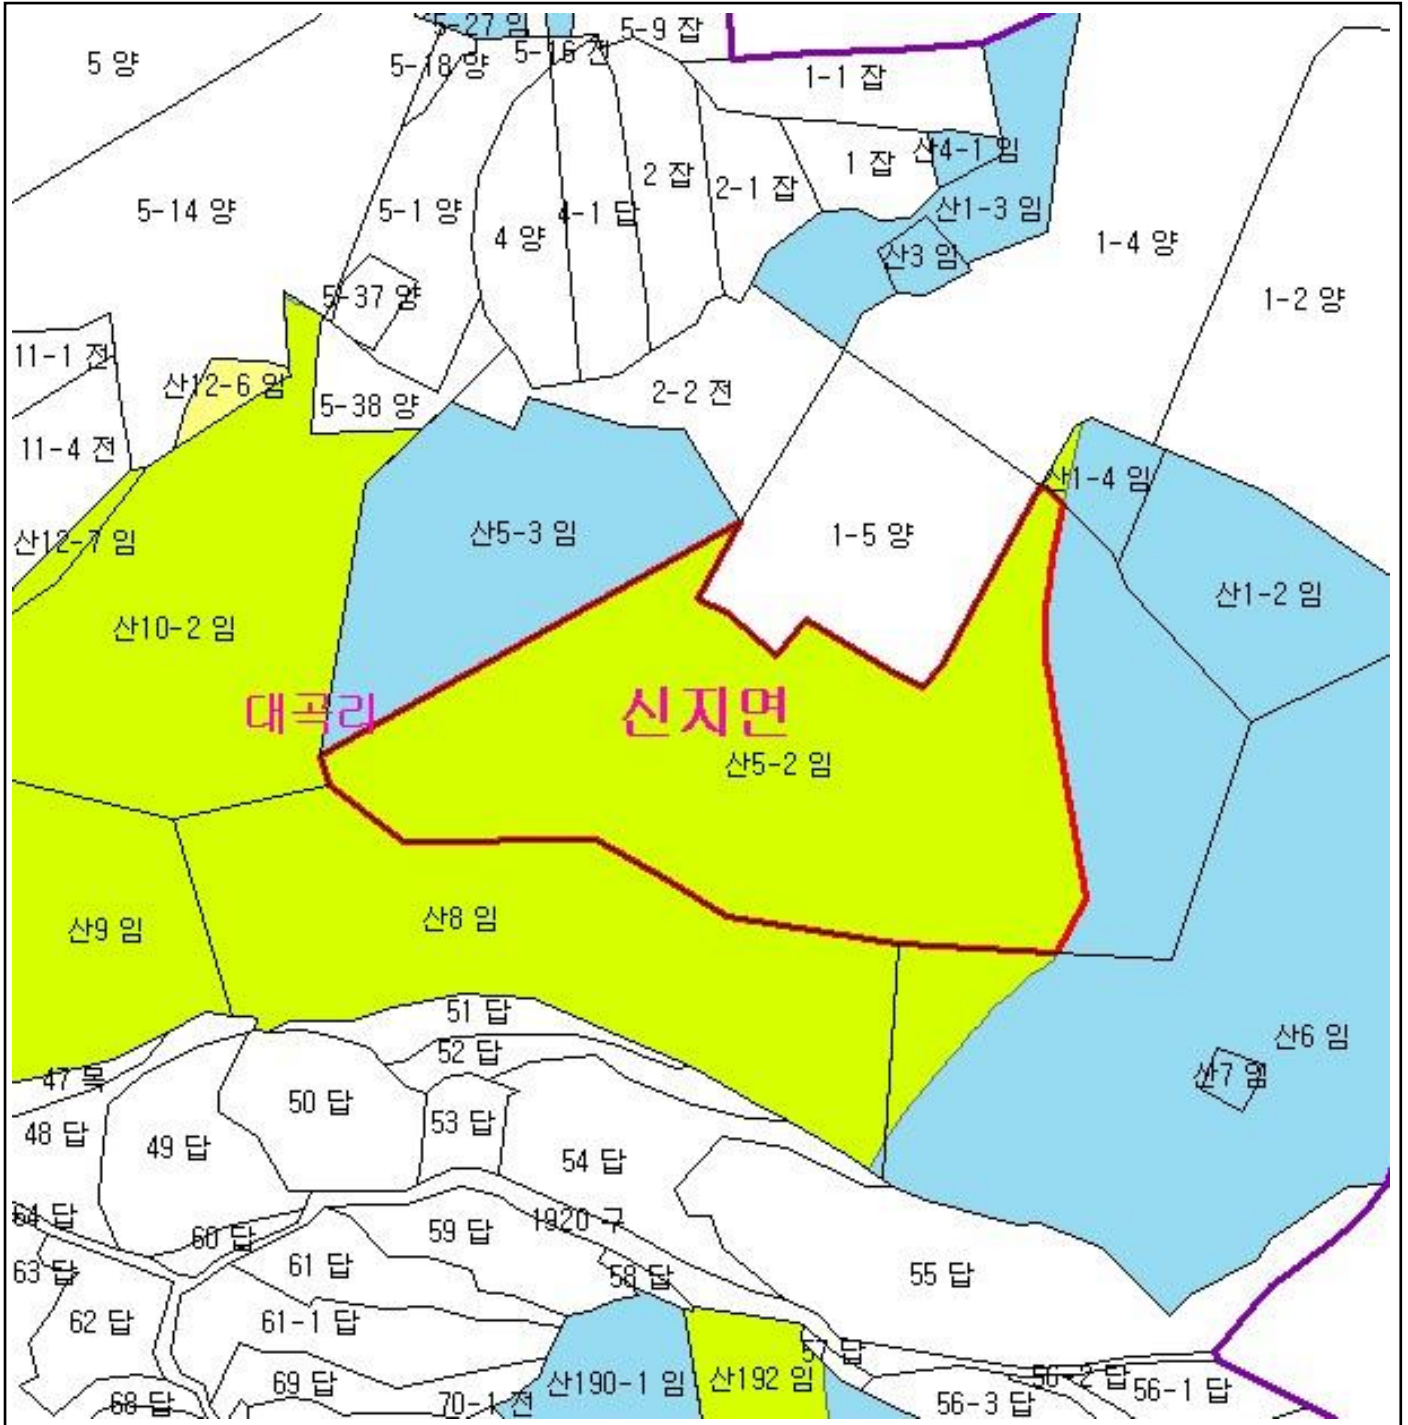 5-27 임
5-9 잡
5 양
5-18 양
5-16 전
1-1 잡
산4-1 임
1 잡
2 잡
2-1 잡
5-14 양
5-1 양
4 양
4-1 답
산1-3 임
산3 임
1-4 양
5-37 양
1-2 양
11-1 전
산12-6 임
5-38 양
2-2 전
11-4 전
산1-4 임
산12-7 임
산5-3 임
1-5 양
산1-2 임
산10-2 임
대곡리
신지면
산5-2 임
산9 임
산8 임
51 답
52 답
산6 임
47 목
산7 임
50 답
53 답
48 답
49 답
54 답
64 답
60 답
59 답
1920 구
63 답
61 답
58 답
55 답
62 답
61-1 답
57 답
69 답
산190-1 임
산192 임
56-2 답
56-1 답
68 답
70-1 전
56-3 답